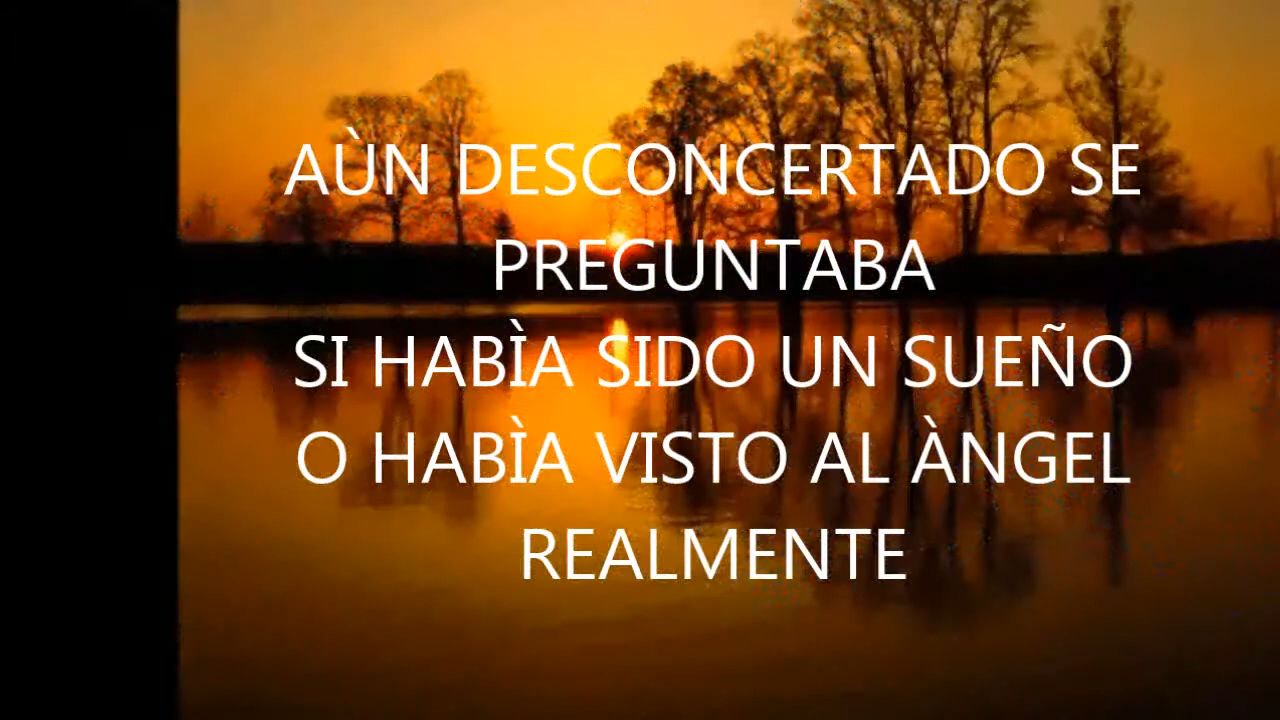 AÙN DESCONCERTADO SE
PREGUNTABA
SI HABÌA SIDO UN SUEÑO
O HABÌA VISTO AL ÀNGEL
REALMENTE